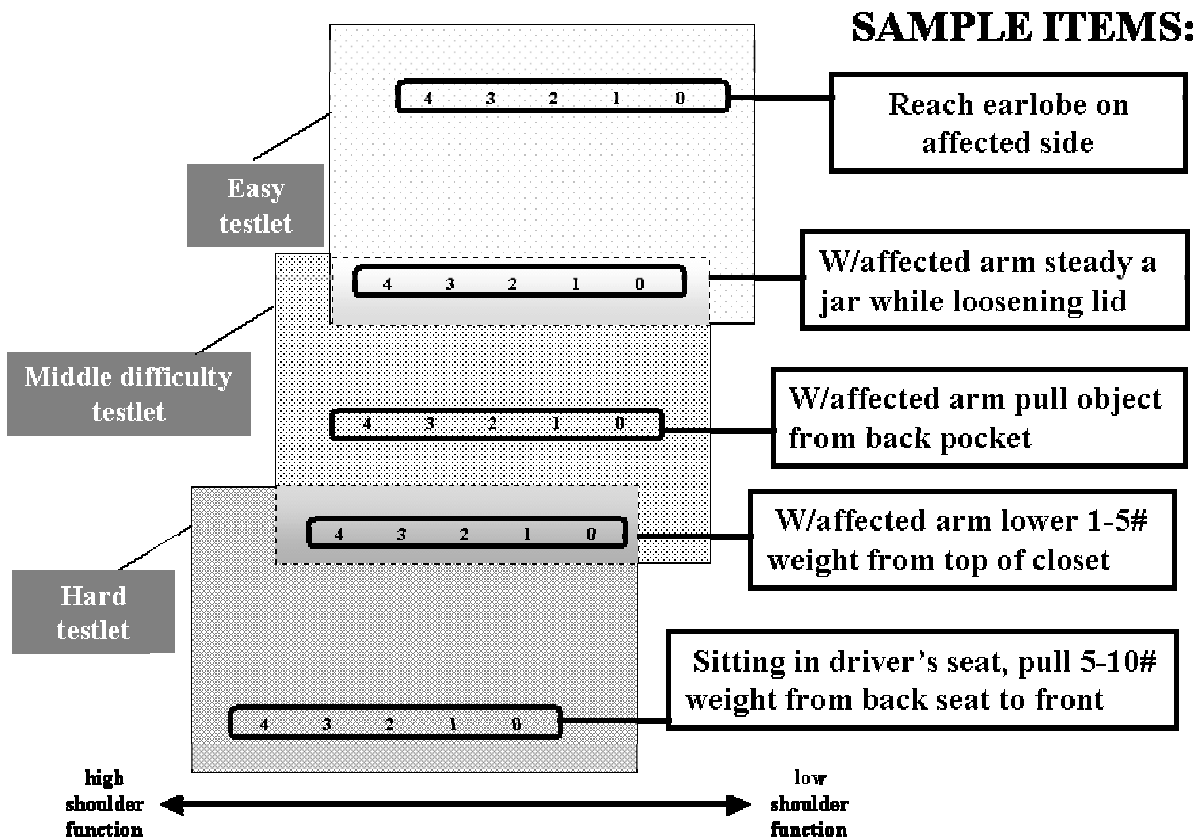 SAMPLE ITEMS:
4 3 2 1 0
Reach earlobe on
affected side
Easy
testlet
4 3 2 1 0
W/affected arm steady a
jar while loosening lid
Middle difficulty
testlet
4 3 2 1 0
W/affected arm pull object
from back pocket
4 3 2 1 0
W/affected arm lower 1-5#
weight from top of closet
Hard
testlet
Sitting in driver's seat, pull 5-10#
weight from back seat to front
4 3 2 1 0
high
shoulder
function
low
shoulder
function